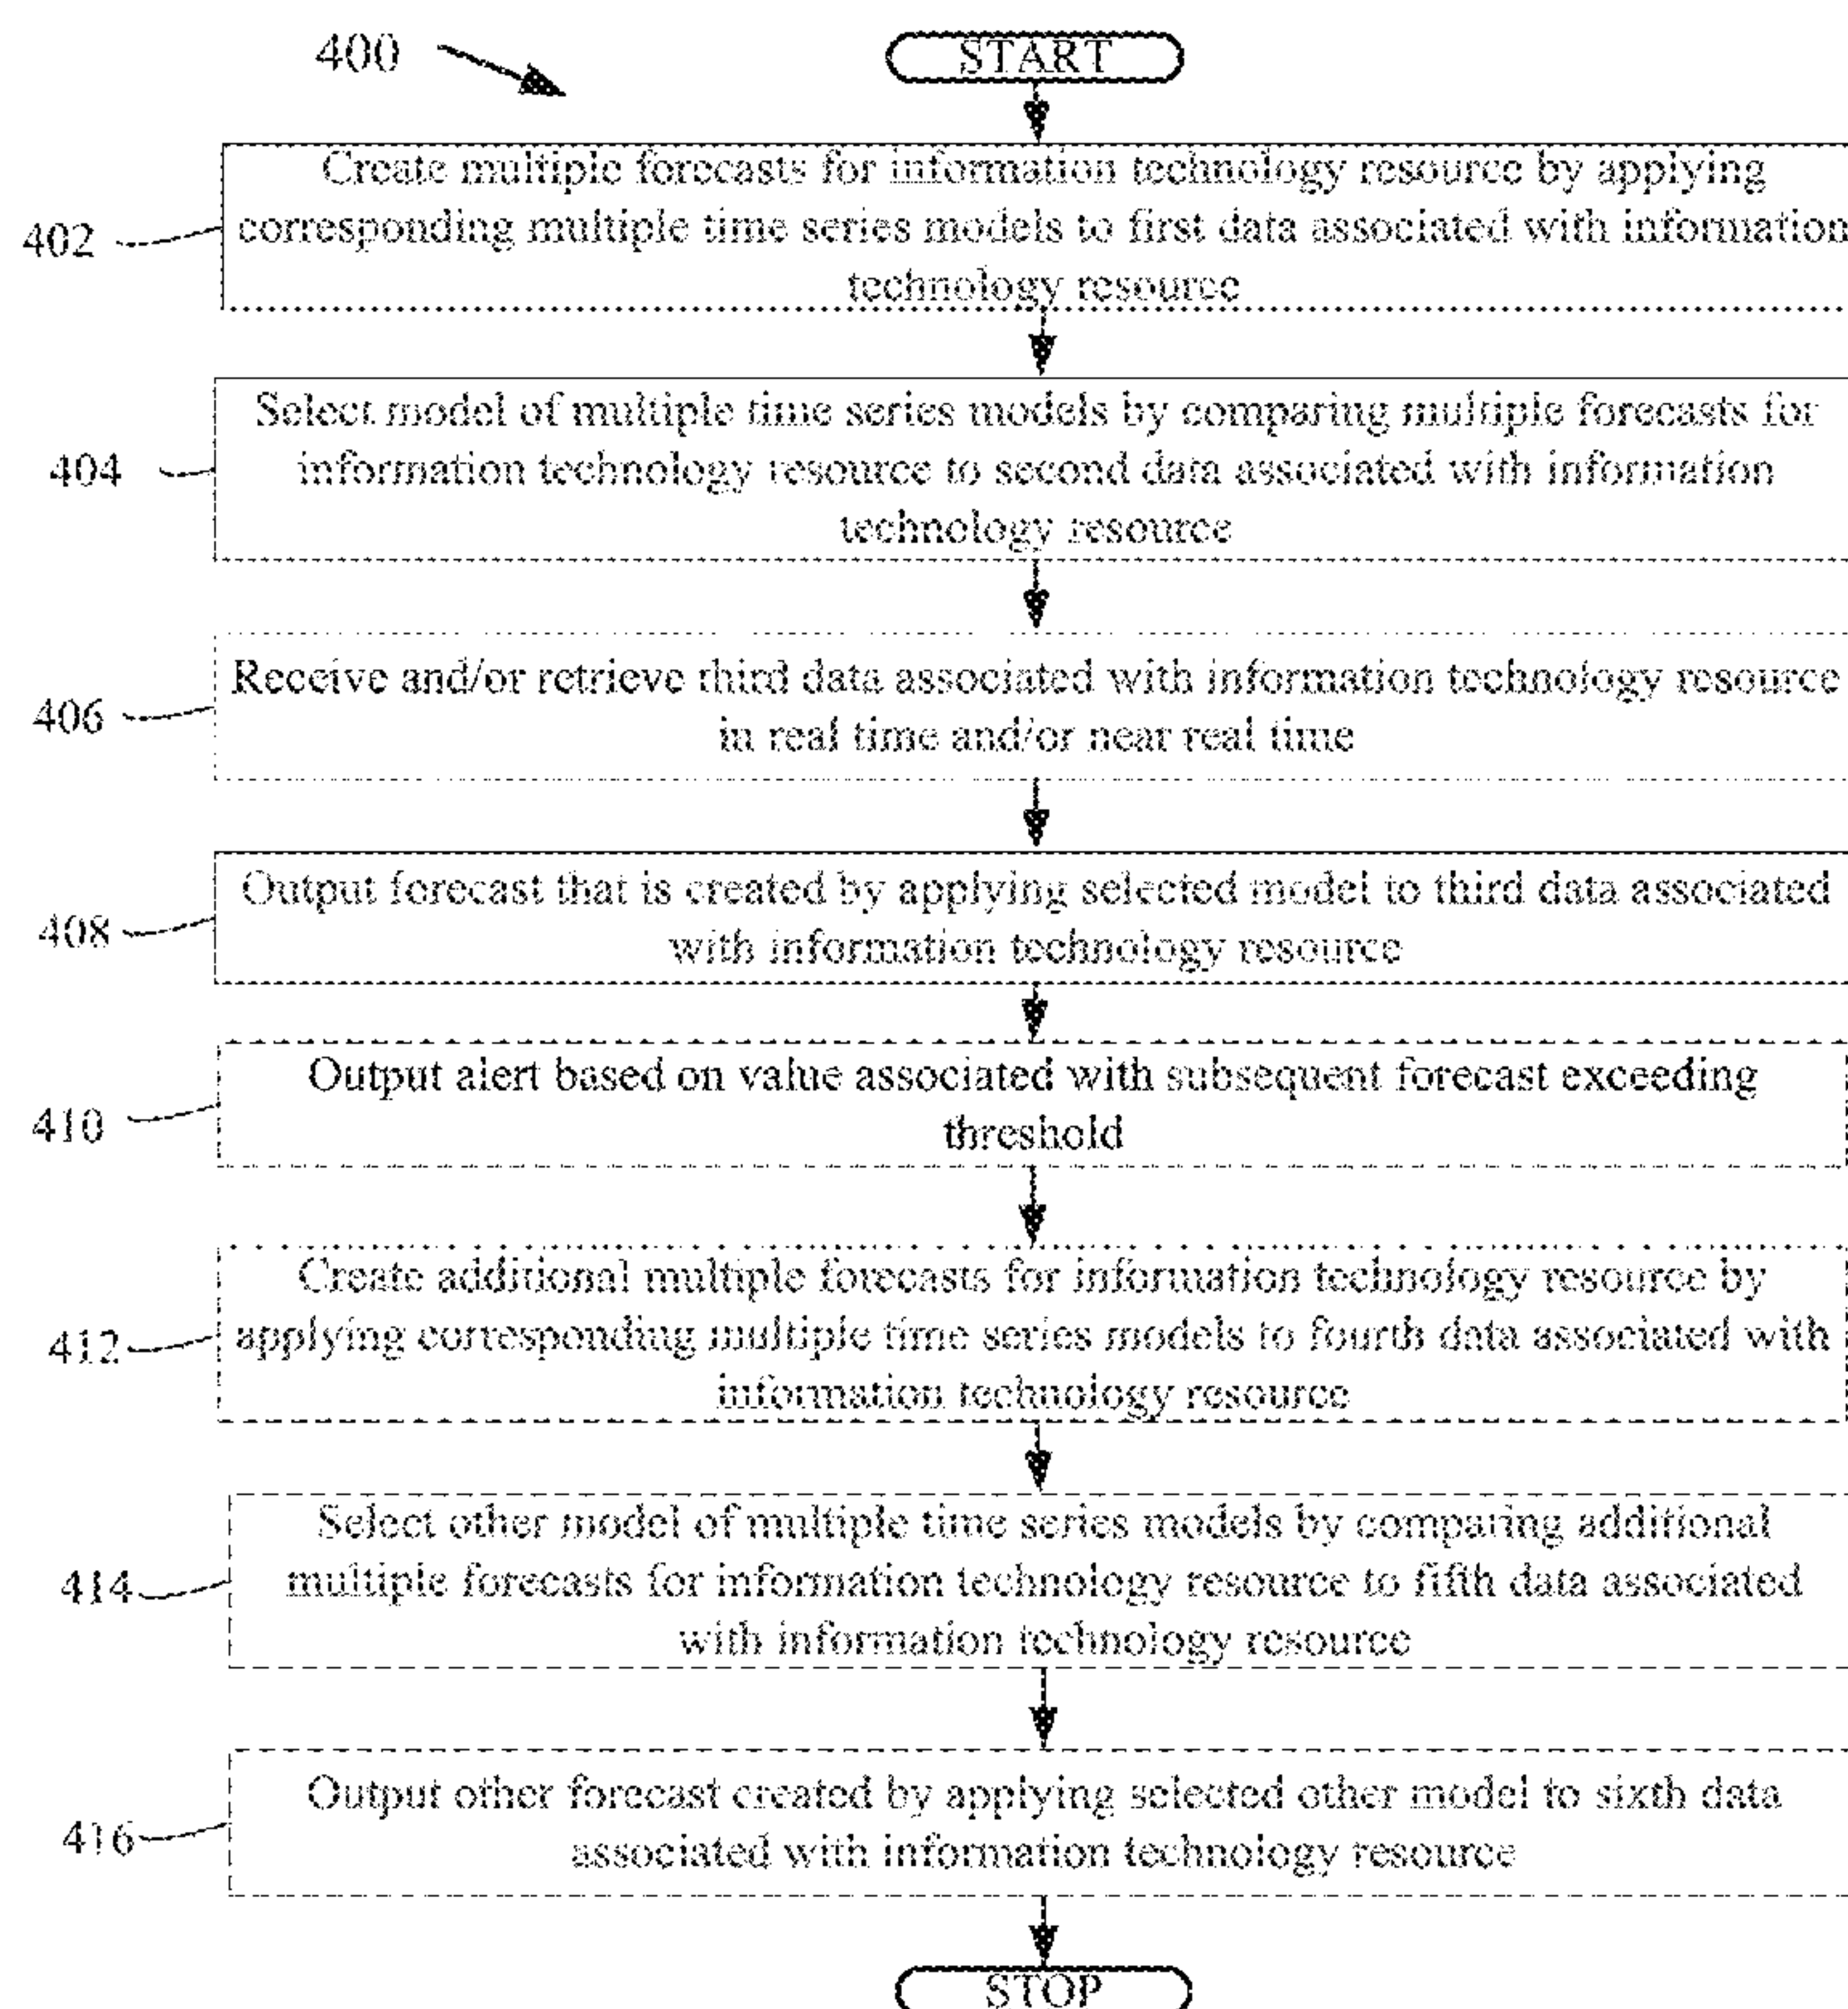 400
START
402
Create multiple forecasts for information technology resource by applying
corresponding multiple time series models to first data associated with information
technology resource
404
Select model of multiple time series models by comparing multiple forecasts for
information technology resource to second data associated with information
technology resource
406
Receive and/or retrieve third data associated with information technology resource
in real time and/or near real time
408
Output forecast that is created by applying selected model to third data associated
with information technology resource
410
Output alert based on value associated with subsequent forecast exceeding
threshold
412
Create additional multiple forecasts for information technology resource by
applying corresponding multiple time series models to fourth data associated with
information technology resource
414
Select other model of multiple time series models by comparing additional
multiple forecasts for information technology resource to fifth data associated
with information technology resource
416
Output other forecast created by applying selected other model to sixth data
associated with information technology resource
STOP